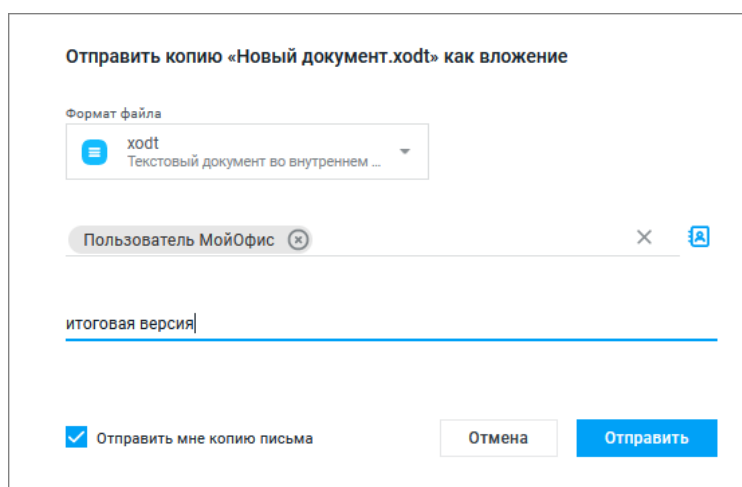 Отправить копию «Новый документ.xodt» как вложение
Формат файла
xodt
Текстовый документ во внутреннем ...
Пользователь МойОфис
итоговая версия
Отправить мне копию письма
Отмена
Отправить